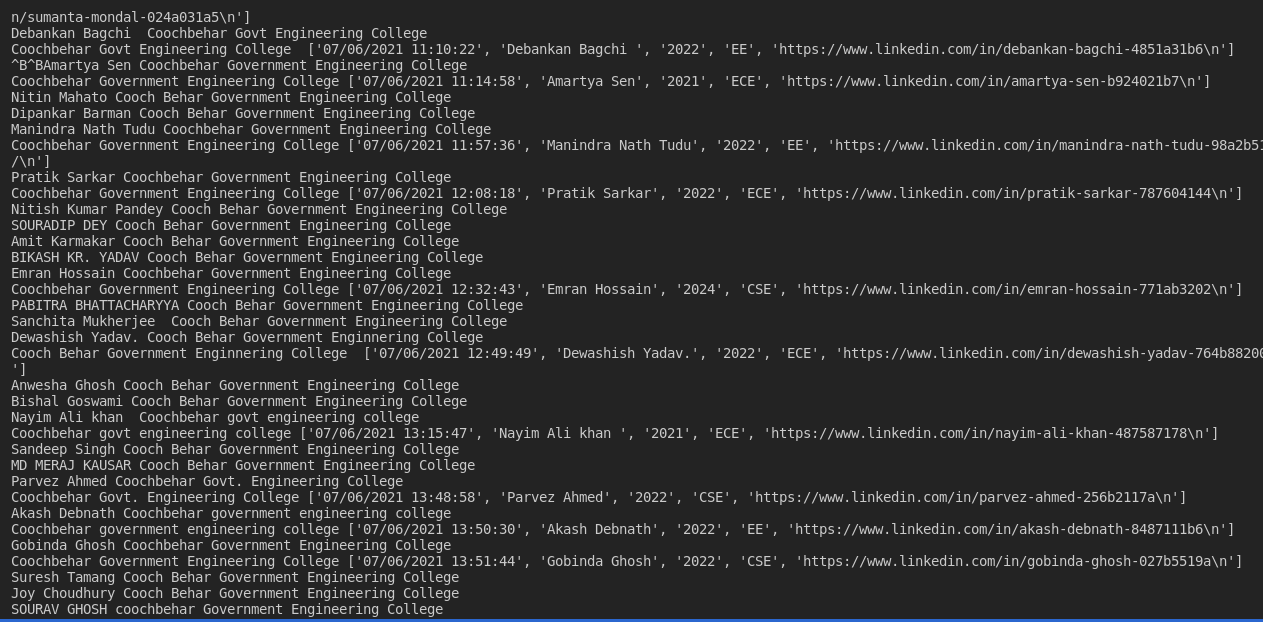 n/sumanta-mondal-024a031a5\n']
Debankan Bagchi  Coochbehar Govt Engineering College
Coochbehar Govt Engineering College  ['07/06/2021 11:10:22', 'Debankan Bagchi ', '2022', 'EE', 'https://www.linkedin.com/in/debankan-bagchi-4851a31b6\n']
^B^BAmartya Sen Coochbehar Government Engineering College
Coochbehar Government Engineering College ['07/06/2021 11:14:58', 'Amartya Sen', '2021', 'ECE', 'https://www.linkedin.com/in/amartya-sen-b924021b7\n']
Nitin Mahato Cooch Behar Government Engineering College
Dipankar Barman Cooch Behar Government Engineering College
Manindra Nath Tudu Coochbehar Government Engineering College
Coochbehar Government Engineering College ['07/06/2021 11:57:36', 'Manindra Nath Tudu', '2022', 'EE', 'https://www.linkedin.com/in/manindra-nath-tudu-98a2b51
/\n']
Pratik Sarkar Coochbehar Government Engineering College
Coochbehar Government Engineering College ['07/06/2021 12:08:18', 'Pratik Sarkar', '2022', 'ECE', 'https://www.linkedin.com/in/pratik-sarkar-787604144\n']
Nitish Kumar Pandey Cooch Behar Government Engineering College
SOURADIP DEY Cooch Behar Government Engineering College
Amit Karmakar Cooch Behar Government Engineering College
BIKASH KR. YADAV Cooch Behar Government Engineering College
Emran Hossain Coochbehar Government Engineering College
Coochbehar Government Engineering College ['07/06/2021 12:32:43', 'Emran Hossain', '2024', 'CSE', 'https://www.linkedin.com/in/emran-hossain-771ab3202\n']
PABITRA BHATTACHARYYA Cooch Behar Government Engineering College
Sanchita Mukherjee  Cooch Behar Government Engineering College
Dewashish Yadav. Cooch Behar Government Enginnering College
Cooch Behar Government Enginnering College  ['07/06/2021 12:49:49', 'Dewashish Yadav.', '2022', 'ECE', 'https://www.linkedin.com/in/dewashish-yadav-764b88200
']
Anwesha Ghosh Cooch Behar Government Engineering College
Bishal Goswami Cooch Behar Government Engineering College
Nayim Ali khan  Coochbehar govt engineering college
Coochbehar govt engineering college ['07/06/2021 13:15:47', 'Nayim Ali khan ', '2021', 'ECE', 'https://www.linkedin.com/in/nayim-ali-khan-487587178\n']
Sandeep Singh Cooch Behar Government Engineering College
MD MERAJ KAUSAR Cooch Behar Government Engineering College
Parvez Ahmed Coochbehar Govt. Engineering College
Coochbehar Govt. Engineering College ['07/06/2021 13:48:58', 'Parvez Ahmed', '2022', 'CSE', 'https://www.linkedin.com/in/parvez-ahmed-256b2117a\n']
Akash Debnath Coochbehar government engineering college
Coochbehar government engineering college ['07/06/2021 13:50:30', 'Akash Debnath', '2022', 'EE', 'https://www.linkedin.com/in/akash-debnath-8487111b6\n']
Gobinda Ghosh Coochbehar Government Engineering College
Coochbehar Government Engineering College ['07/06/2021 13:51:44', 'Gobinda Ghosh', '2022', 'CSE', 'https://www.linkedin.com/in/gobinda-ghosh-027b5519a\n']
Suresh Tamang Cooch Behar Government Engineering College
Joy Choudhury Cooch Behar Government Engineering College
SOURAV GHOSH coochbehar Government Engineering College